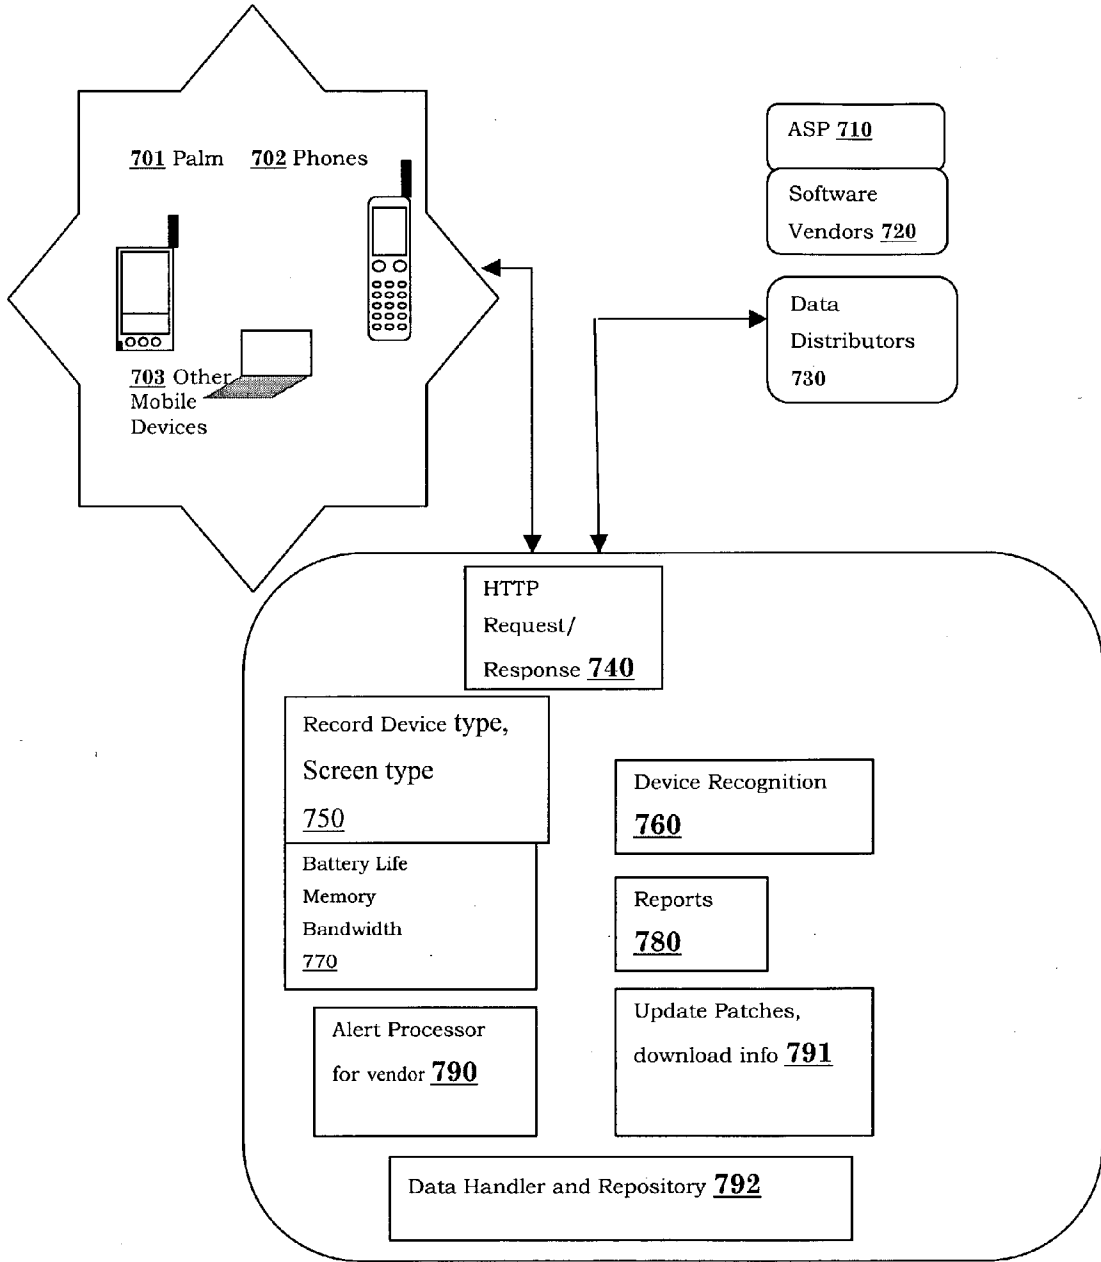 701 Palm 702 Phones
703 Other
Mobile
Devices
ASP 710
Software
Vendors 720
Data
Distributors
730
HTTP
Request/
Response 740
Record Device type,
Screen type
750
Battery Life
Memory
Bandwidth
770
Device Recognition
760
Reports
780
Alert Processor
for vendor 790
Update Patches,
download info 791
Data Handler and Repository 792